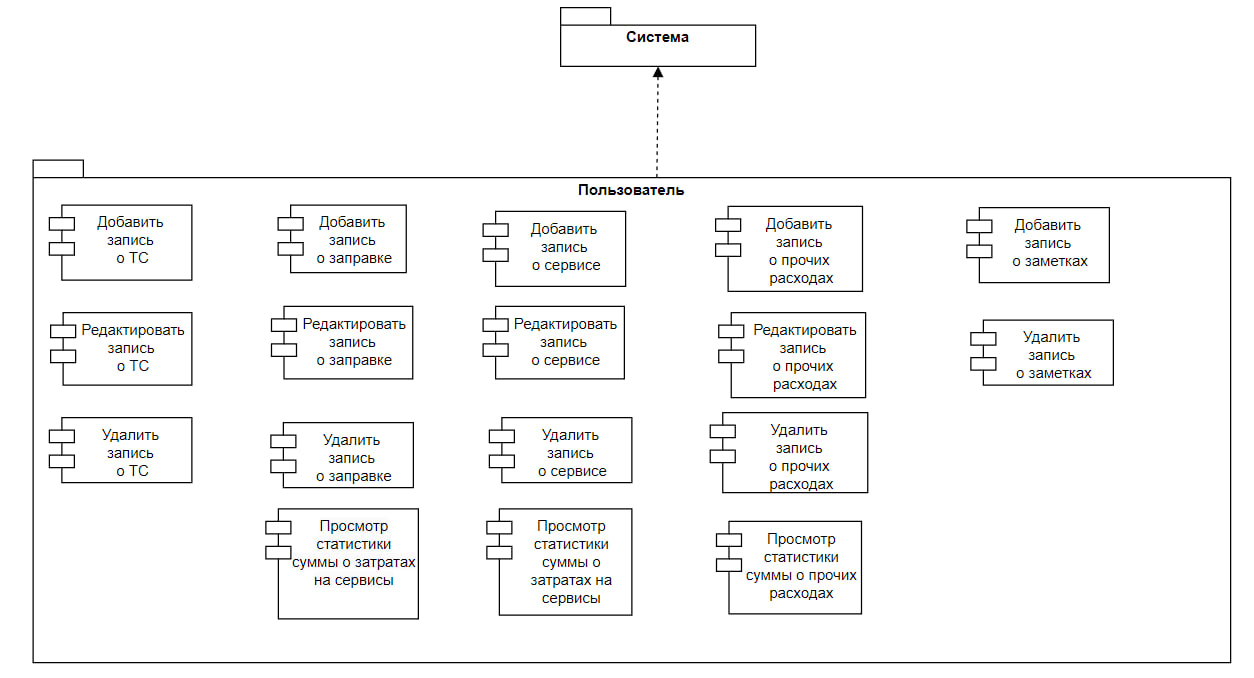 Система
Пользователь
Добавить
запись
о ТС
Добавить
запись
о заправке
Добавить
запись
о сервисе
Добавить
запись
о прочих
расходах
Добавить
запись
о заметках
Редактировать
запись
о ТС
Редактировать
запись
о заправке
Редактировать
запись
о сервисе
Редактировать
запись
о прочих
расходах
Удалить
запись
о заметках
Удалить
запись
о ТС
Удалить
запись
о заправке
Удалить
запись
о сервисе
Удалить
запись
о прочих
расходах
Просмотр
статистики
суммы о затратах
на сервисы
Просмотр
статистики
суммы о
затратах на
сервисы
Просмотр
статистики
суммы о прочих
расходах